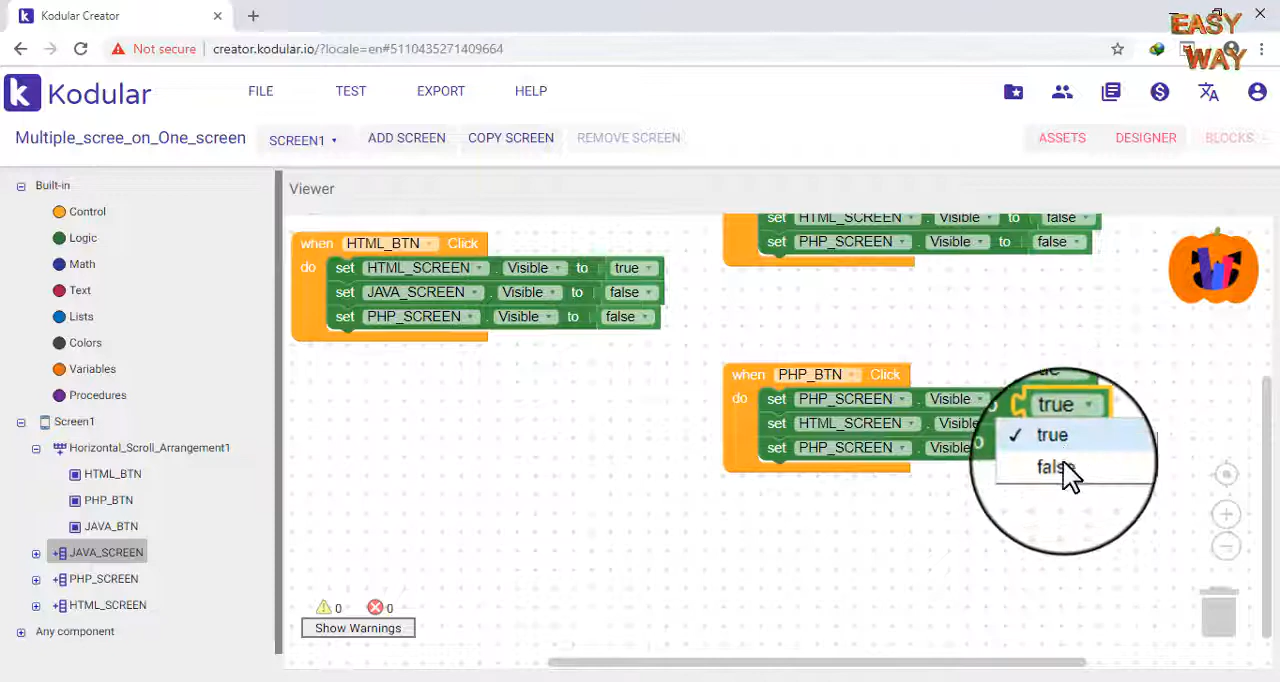 Kodular Creator
EASY
WAY
Not secure
creator.kodular.io/?locale=en#5110435271409664
Kodular
FILE
TEST
EXPORT
HELP
Multiple_scree_on_One_screen
SCREEN1
ADD SCREEN
COPY SCREEN
REMOVE SCREEN
ASSETS
DESIGNER
BLOCKS
Built-in
Control
Logic
Math
Text
Lists
Colors
Variables
Procedures
Screen1
Horizontal_Scroll_Arrangement1
HTML_BTN
PHP_BTN
JAVA_BTN
JAVA_SCREEN
PHP_SCREEN
HTML_SCREEN
Any component
Viewer
when HTML_BTN .Click
do set HTML_SCREEN . Visible to true
set JAVA_SCREEN . Visible to false
set PHP_SCREEN . Visible to false
set HTML_SCREEN . Visible to false
set PHP_SCREEN . Visible to false
when PHP_BTN .Click
do set PHP_SCREEN . Visible
set HTML_SCREEN . Visible
set PHP_SCREEN . Visible
true
true
false
0
0
Show Warnings